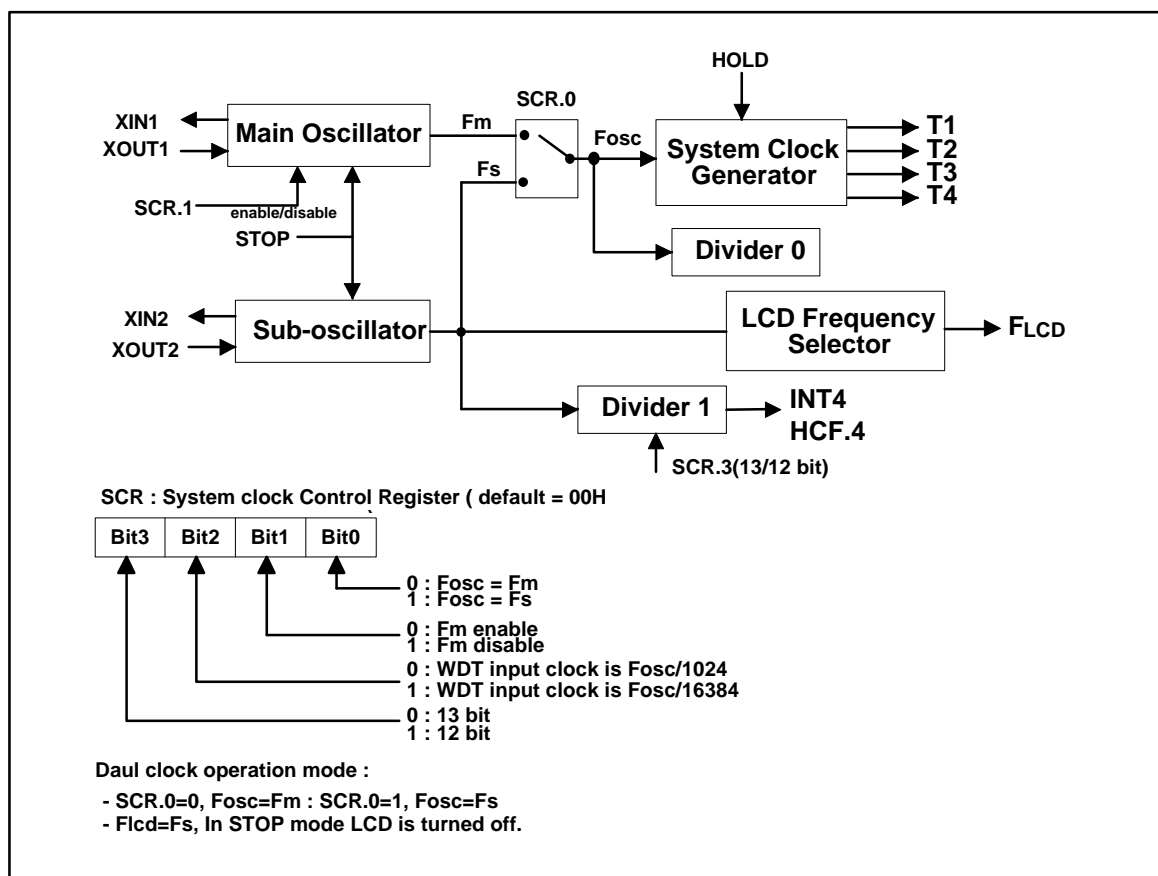 HOLD
SCR.0
XIN1
Main Oscillator
Fm
Fosc
System Clock
Generator
T1
XOUT1
T2
Fs
T3
T4
SCR.1
enable/disable
STOP
Divider 0
XIN2
Sub-oscillator
LCD Frequency
Selector
FLCD
XOUT2
Divider 1
INT4
HCF.4
SCR.3(13/12 bit)
SCR : System clock Control Register ( default = 00H
Bit3 Bit2 Bit1 Bit0
0 : Fosc = Fm
1 : Fosc = Fs
0 : Fm enable
1 : Fm disable
0 : WDT input clock is Fosc/1024
1 : WDT input clock is Fosc/16384
0 : 13 bit
1 : 12 bit
Daul clock operation mode :
- SCR.0=0, Fosc=Fm : SCR.0=1, Fosc=Fs
- Flcd=Fs, In STOP mode LCD is turned off.